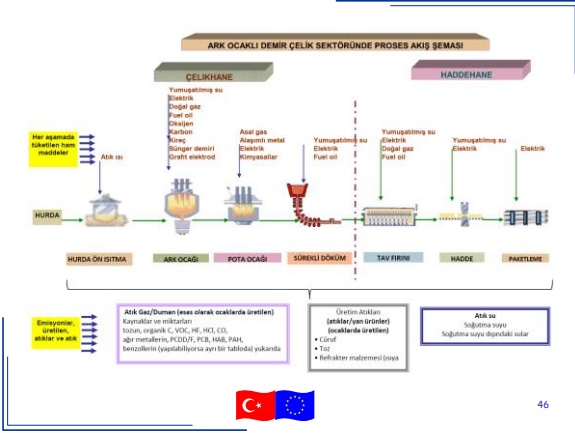 ARK OCAKLI DEMİR ÇELİK SEKTÖRÜNDE PROSES AKIŞ ŞEMASI
ÇELİKHANE
HADDEHANE
Her aşamada
tüketilen ham
maddeler
Atık ısı
Yumuşatılmış su
Elektrik
Doğal gaz
Fuel oil
Oksijen
Karbon
Kireç
Sünger demiri
Graft elektrod
Asal gas
Alaşımlı metal
Elektrik
Kimyasallar
Yumuşatılmış su
Elektrik
Fuel oil
Yumuşatılmış su
Elektrik
Doğal gaz
Fuel oil
Yumuşatılmış su
Elektrik
Elektrik
HURDA
HURDA ÖN ISITMA
ARK OCAĞI
POTA OCAĞI
SÜREKLİ DÖKÜM
TAV FIRINI
HADDE
PAKETLEME
Emisyonlar,
üretilen,
atıklar ve atık
Atık Gaz/Duman (esas olarak ocaklarda üretilen)
Kaynaklar ve miktarları
tozun, organik C, VOC, HF, HCl, CO,
ağır metallerin, PCDD/F, PCB, HAB, PAH,
benzollerin (yapılabiliyorsa ayrı bir tabloda) yukarıda
Üretim Atıkları
(atıklar/yan ürünler)
(ocaklarda üretilen)
• Cüruf
• Toz
• Refrakter malzemesi (ısıya
Atık su
Soğutma suyu
Soğutma suyu dışındaki sular
46